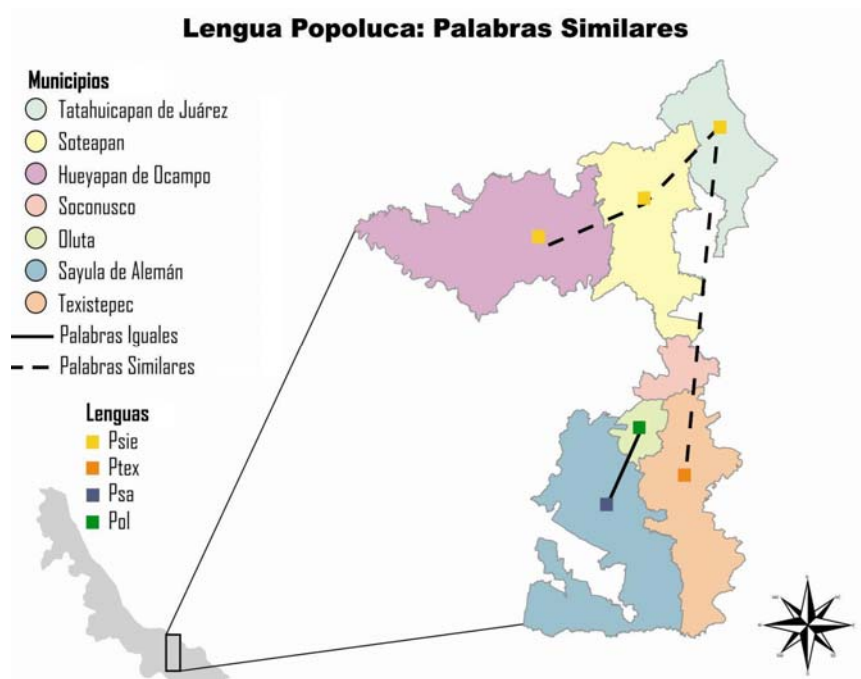 Lengua Popoluca: Palabras Similares
Municipios
Tatahuicapan de Juárez
Soteapan
Hueyapan de Ocampo
Soconusco
Oluta
Sayula de Alemán
Texistepec
Palabras Iguales
Palabras Similares
Lenguas
Psie
Ptex
Psa
Pol